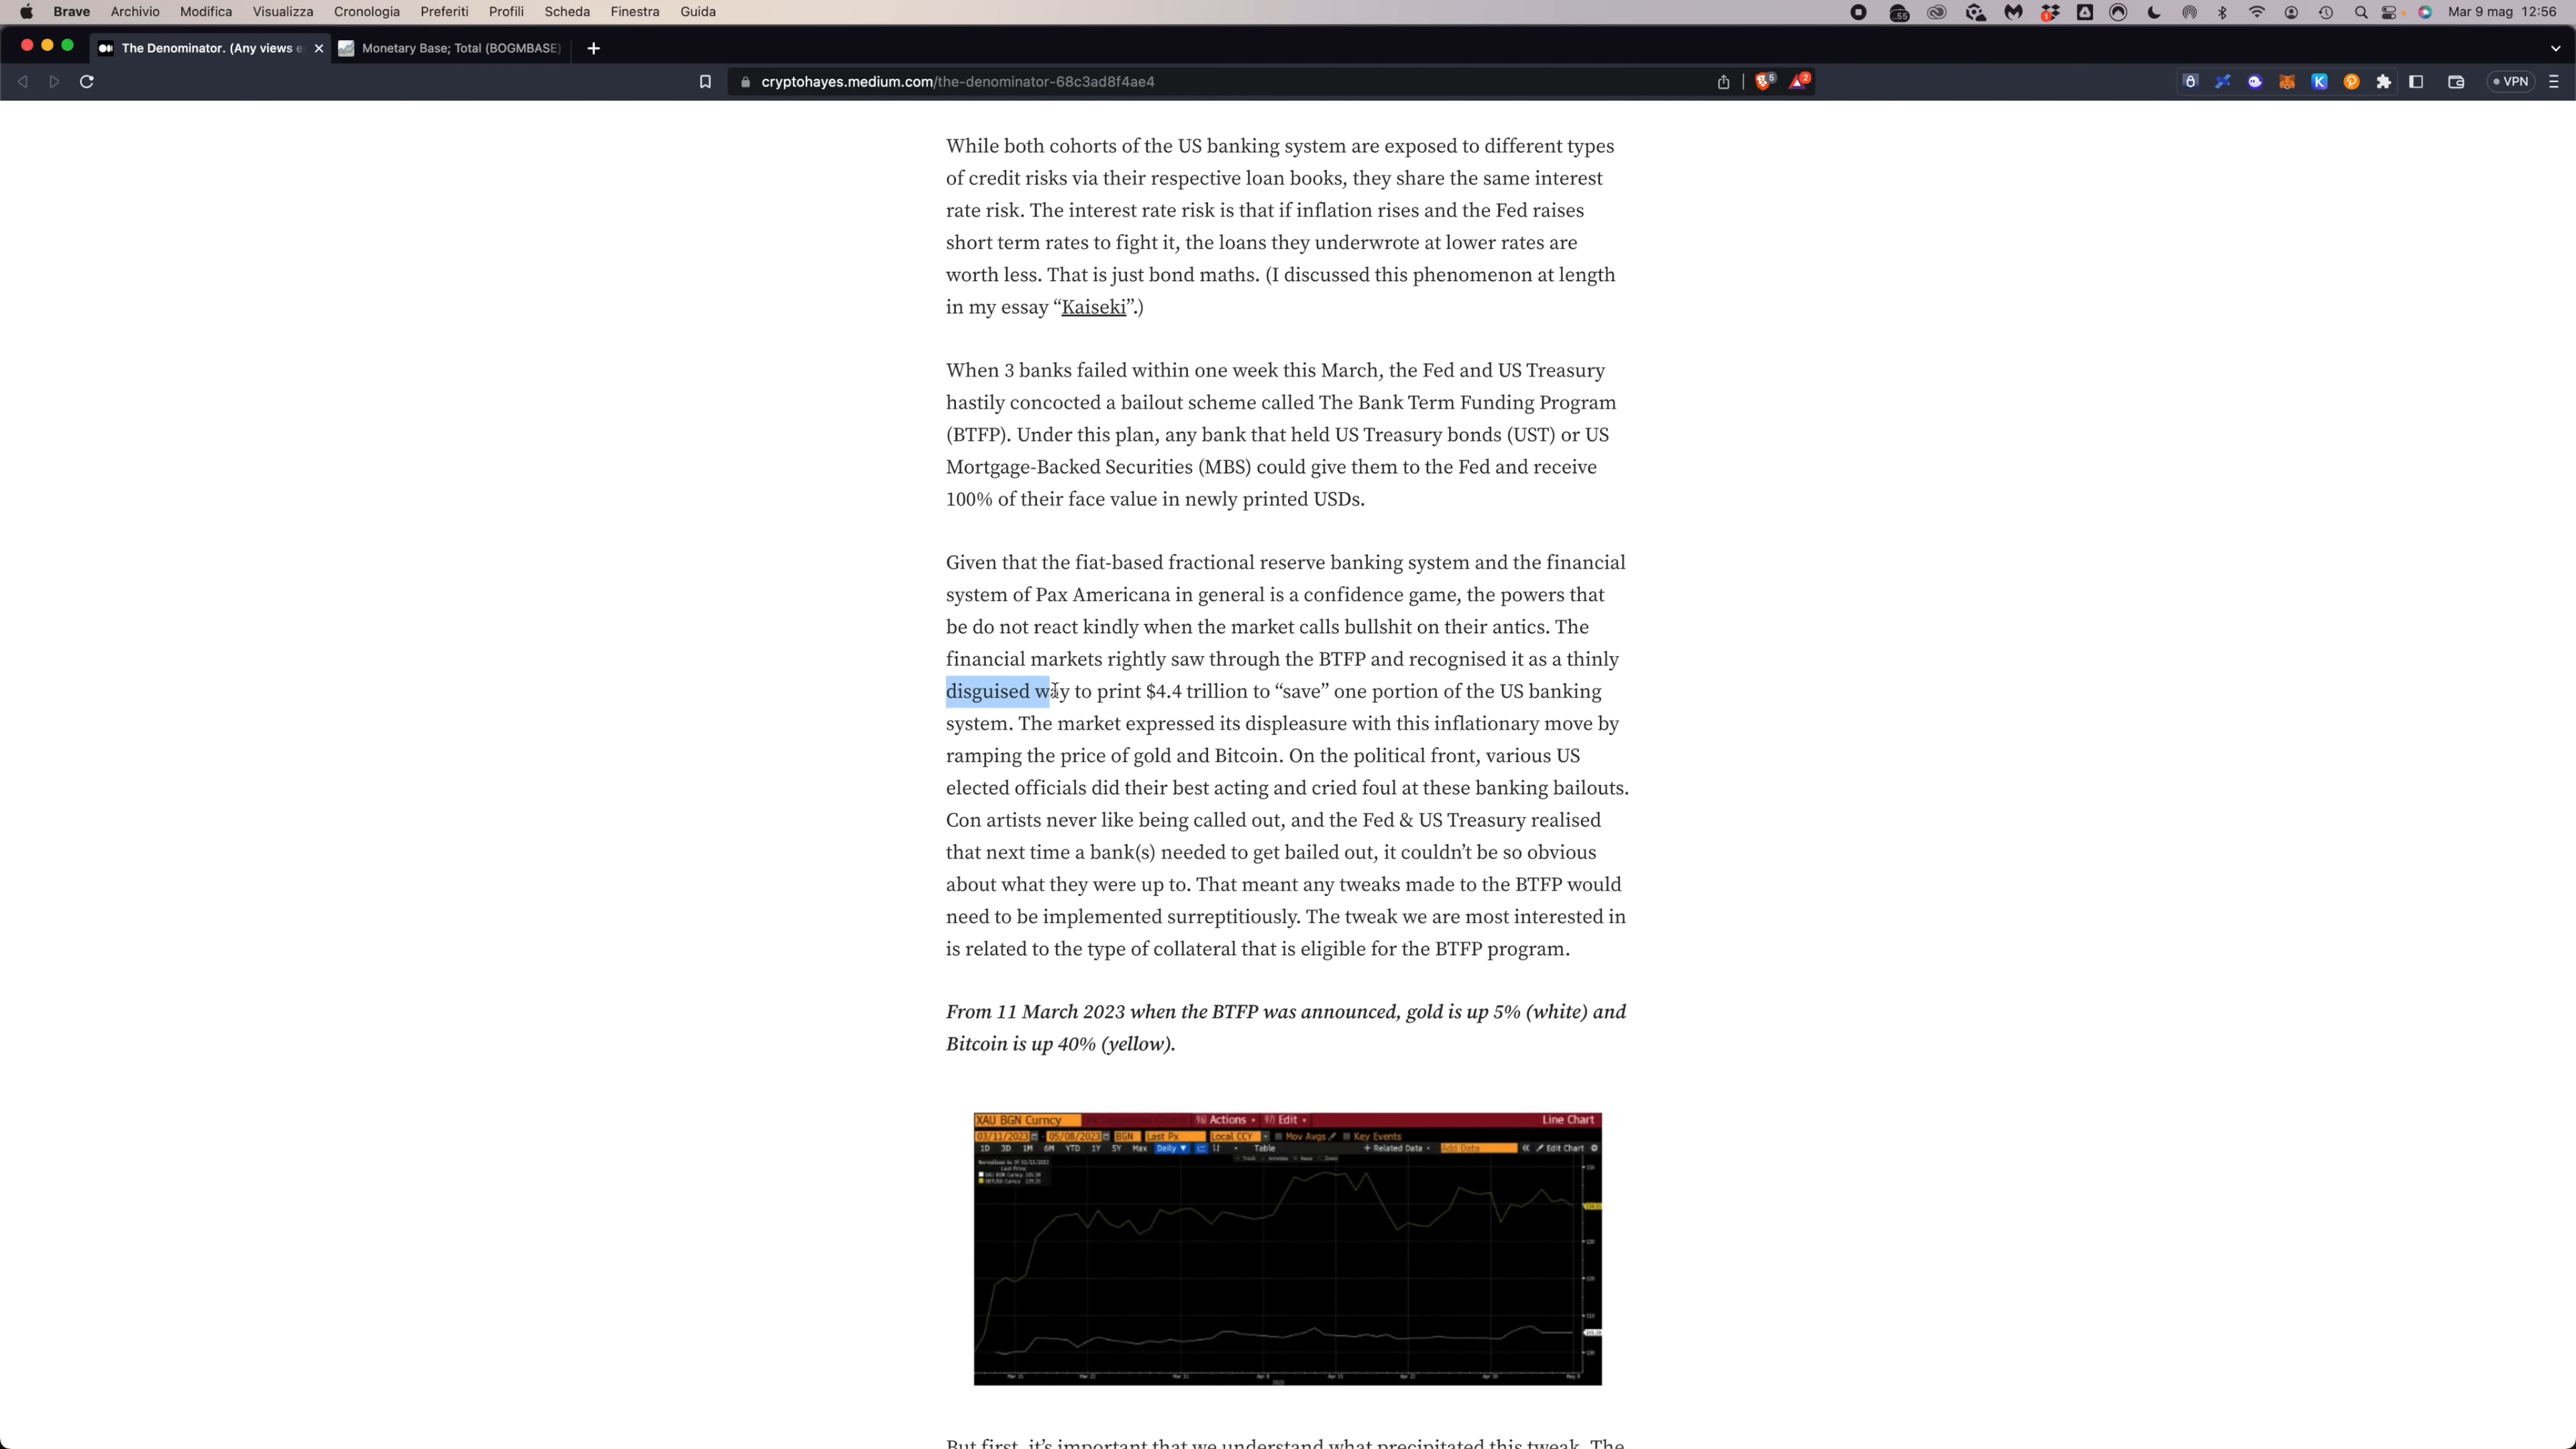 Brave Archivio Modifica Visualizza Cronologia Preferiti Profili Scheda Finestra Guida Mar 9 mag 12:56
The Denominator. (Any views e Monetary Base; Total (BOGMBASE)
cryptohayes.medium.com/the-denominator-68c3ad8f4ae4 VPN
While both cohorts of the US banking system are exposed to different types
of credit risks via their respective loan books, they share the same interest
rate risk. The interest rate risk is that if inflation rises and the Fed raises
short term rates to fight it, the loans they underwrote at lower rates are
worth less. That is just bond maths. (I discussed this phenomenon at length
in my essay “Kaiseki”.)
When 3 banks failed within one week this March, the Fed and US Treasury
hastily concocted a bailout scheme called The Bank Term Funding Program
(BTFP). Under this plan, any bank that held US Treasury bonds (UST) or US
Mortgage-Backed Securities (MBS) could give them to the Fed and receive
100% of their face value in newly printed USDs.
Given that the fiat-based fractional reserve banking system and the financial
system of Pax Americana in general is a confidence game, the powers that
be do not react kindly when the market calls bullshit on their antics. The
financial markets rightly saw through the BTFP and recognised it as a thinly
disguised way to print $4.4 trillion to “save” one portion of the US banking
system. The market expressed its displeasure with this inflationary move by
ramping the price of gold and Bitcoin. On the political front, various US
elected officials did their best acting and cried foul at these banking bailouts.
Con artists never like being called out, and the Fed & US Treasury realised
that next time a bank(s) needed to get bailed out, it couldn’t be so obvious
about what they were up to. That meant any tweaks made to the BTFP would
need to be implemented surreptitiously. The tweak we are most interested in
is related to the type of collateral that is eligible for the BTFP program.
From 11 March 2023 when the BTFP was announced, gold is up 5% (white) and
Bitcoin is up 40% (yellow).
XAU BGN Curncy Actions Edit Line Chart
03/11/2023 - 05/08/2023 BGN Last Px Local CCY Mov Avgs Key Events
1D 3D 1M 6M YTD 1Y 5Y Max Daily Table + Related Data Add Data Edit Chart
But first, it’s important that we understand what precipitated this tweak. The